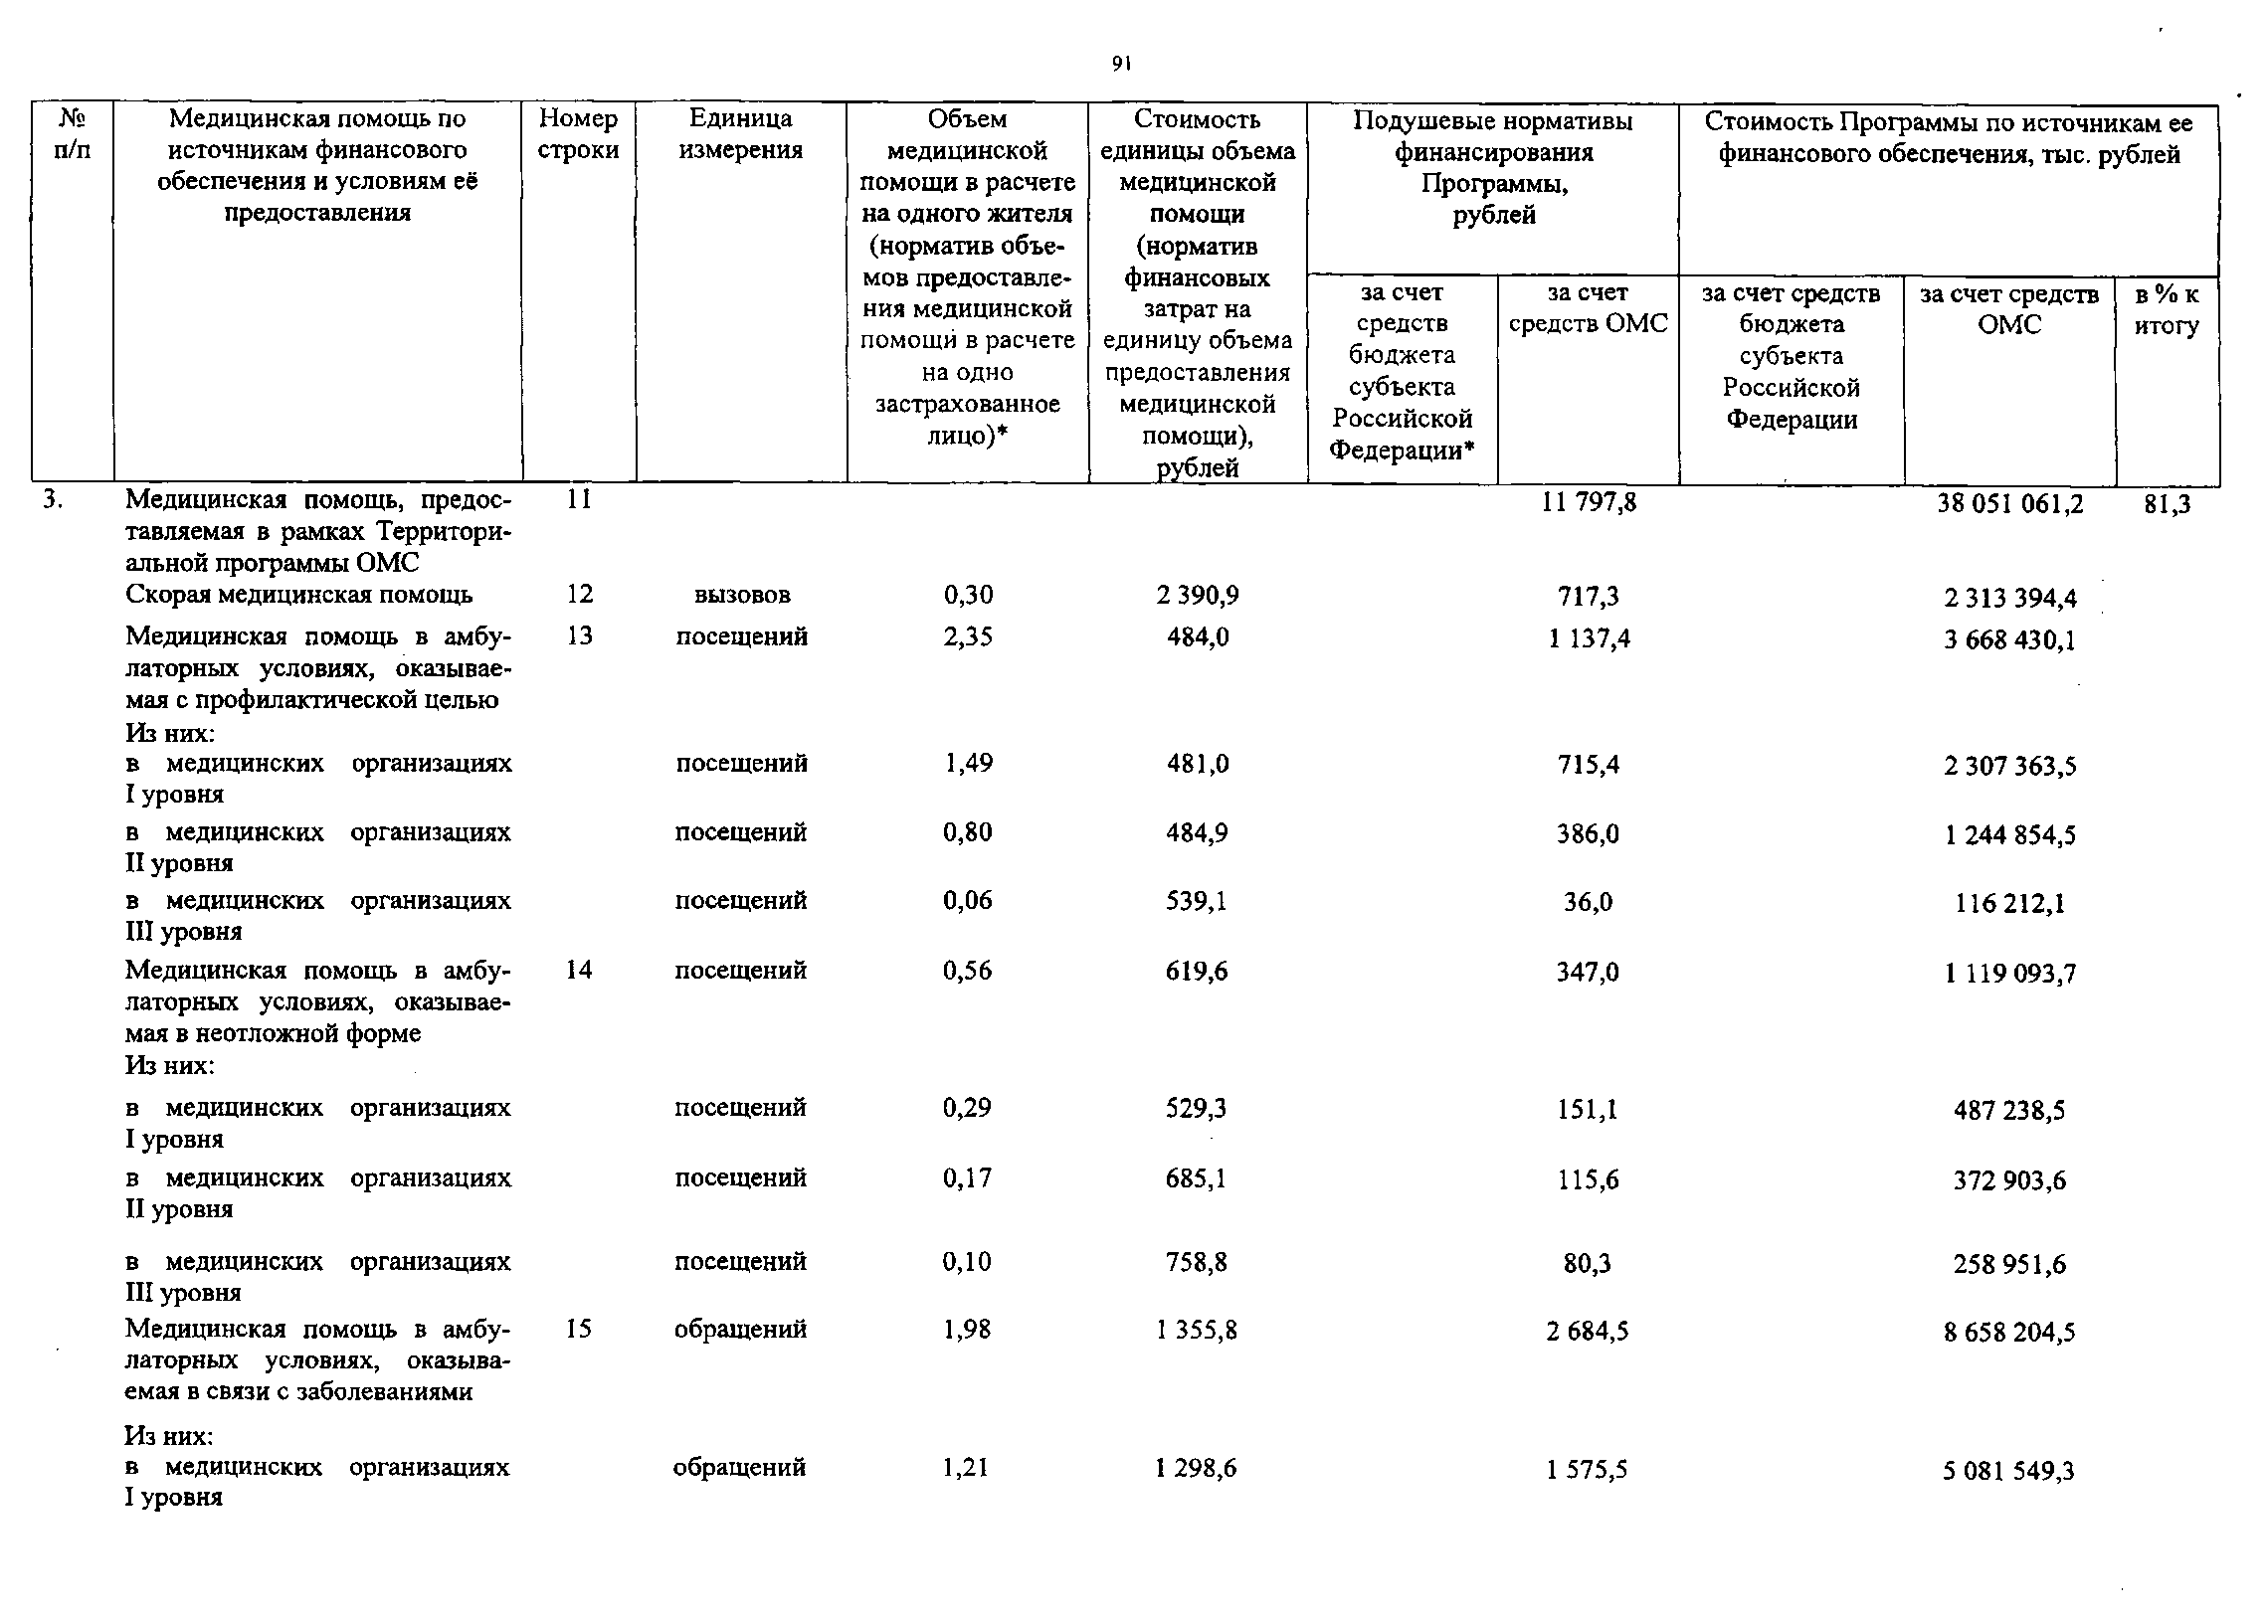 91
№ п/п
Медицинская помощь по источникам финансового обеспечения и условиям её предоставления
Номер строки
Единица измерения
Объем медицинской помощи в расчете на одного жителя (норматив объе-мов предоставле-ния медицинской помощи в расчете на одно застрахованное лицо)*
Стоимость единицы объема медицинской помощи (норматив финансовых затрат на единицу объема предоставления медицинской помощи), рублей
Подушевые нормативы финансирования Программы, рублей
Стоимость Программы по источникам ее финансового обеспечения, тыс. рублей
за счет средств бюджета субъекта Российской Федерации*
за счет средств ОМС
за счет средств бюджета субъекта Российской Федерации
за счет средств ОМС
в % к итогу
3. Медицинская помощь, предос- 11 11 797,8 38 051 061,2 81,3
тавляемая в рамках Территори-
альной программы ОМС
Скорая медицинская помощь 12 вызовов 0,30 2 390,9 717,3 2 313 394,4
Медицинская помощь в амбу- 13 посещений 2,35 484,0 1 137,4 3 668 430,1
латорных условиях, оказывае-
мая с профилактической целью
Из них:
в медицинских организациях посещений 1,49 481,0 715,4 2 307 363,5
I уровня
в медицинских организациях посещений 0,80 484,9 386,0 1 244 854,5
II уровня
в медицинских организациях посещений 0,06 539,1 36,0 116 212,1
III уровня
Медицинская помощь в амбу- 14 посещений 0,56 619,6 347,0 1 119 093,7
латорных условиях, оказывае-
мая в неотложной форме
Из них:
в медицинских организациях посещений 0,29 529,3 151,1 487 238,5
I уровня
в медицинских организациях посещений 0,17 685,1 115,6 372 903,6
II уровня
в медицинских организациях посещений 0,10 758,8 80,3 258 951,6
III уровня
Медицинская помощь в амбу- 15 обращений 1,98 1 355,8 2 684,5 8 658 204,5
латорных условиях, оказыва-
емая в связи с заболеваниями
Из них:
в медицинских организациях обращений 1,21 1 298,6 1 575,5 5 081 549,3
I уровня